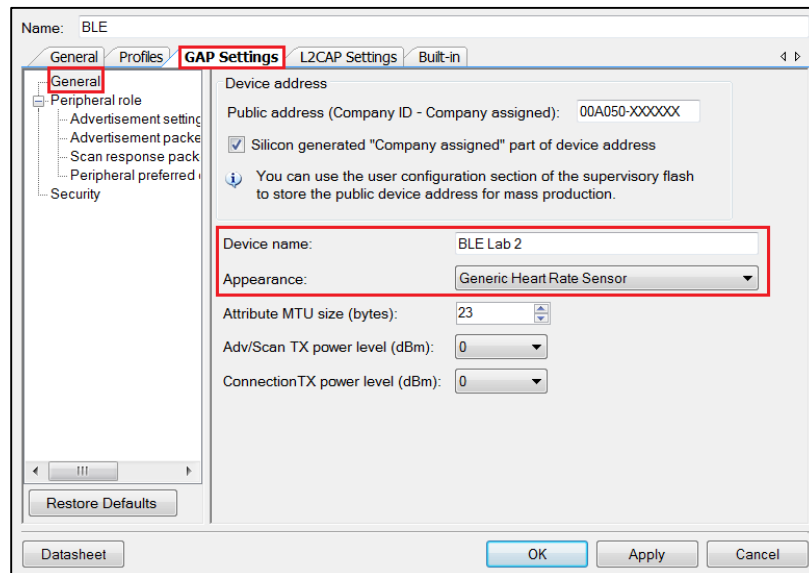 Name: BLE
General Profiles GAP Settings L2CAP Settings Built-in
General
Peripheral role
Advertisement setting
Advertisement packe
Scan response pack
Peripheral preferred
Security
Restore Defaults
Device address
Public address (Company ID - Company assigned): 00A050-XXXXXX
Silicon generated "Company assigned" part of device address
You can use the user configuration section of the supervisory flash
to store the public device address for mass production.
Device name: BLE Lab 2
Appearance: Generic Heart Rate Sensor
Attribute MTU size (bytes): 23
Adv/Scan TX power level (dBm): 0
ConnectionTX power level (dBm): 0
Datasheet OK Apply Cancel